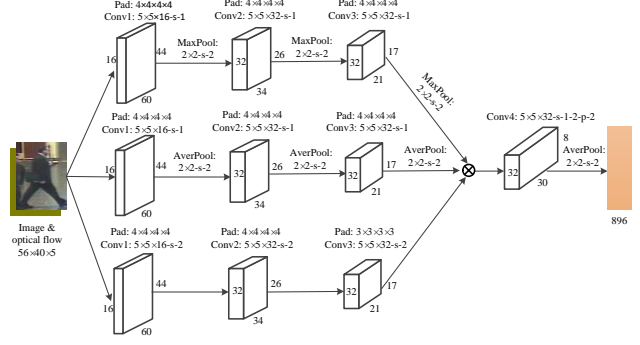 Pad: 4×4×4×4
Conv1: 5×5×16-s-1
Pad: 4×4×4×4
Conv2: 5×5×32-s-1
Pad: 4×4×4×4
Conv3: 5×5×32-s-1
16
44
60
MaxPool:
2×2-s-2
32
26
34
MaxPool:
2×2-s-2
32
17
21
MaxPool:
2×2-s-2
Pad: 4×4×4×4
Conv1: 5×5×16-s-1
Pad: 4×4×4×4
Conv2: 5×5×32-s-1
Pad: 4×4×4×4
Conv3: 5×5×32-s-1
16
44
60
AverPool:
2×2-s-2
32
26
34
AverPool:
2×2-s-2
32
17
21
AverPool:
2×2-s-2
Conv4: 5×5×32-s-1-2-p-2
32
8
30
AverPool:
2×2-s-2
896
Image &
optical flow
56×40×5
Pad: 4×4×4×4
Conv1: 5×5×16-s-2
Pad: 4×4×4×4
Conv2: 5×5×32-s-2
Pad: 3×3×3×3
Conv3: 5×5×32-s-2
16
44
60
32
26
34
32
17
21